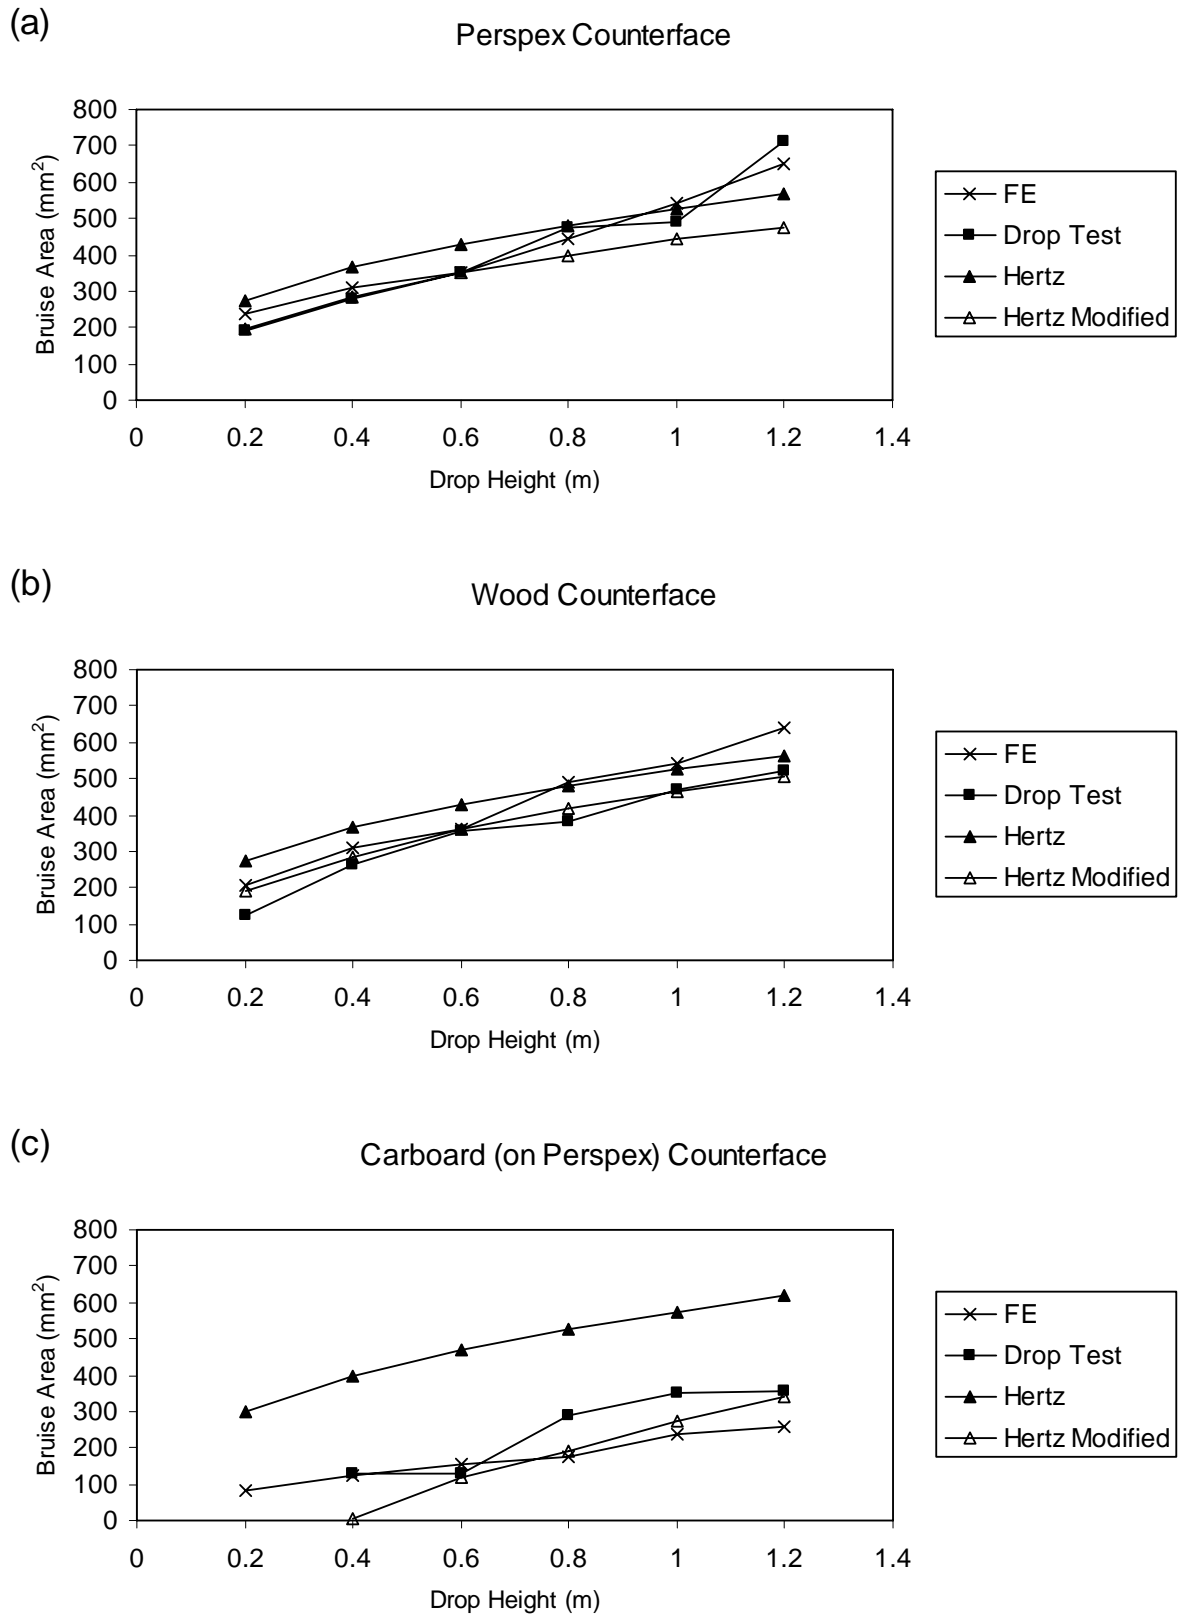 (a)
Perspex Counterface
800
700
600
500
400
300
200
100
0
Bruise Area (mm²)
0 0.2 0.4 0.6 0.8 1 1.2 1.4
Drop Height (m)
FE
Drop Test
Hertz
Hertz Modified
(b)
Wood Counterface
800
700
600
500
400
300
200
100
0
Bruise Area (mm²)
0 0.2 0.4 0.6 0.8 1 1.2 1.4
Drop Height (m)
FE
Drop Test
Hertz
Hertz Modified
(c)
Carboard (on Perspex) Counterface
800
700
600
500
400
300
200
100
0
Bruise Area (mm²)
0 0.2 0.4 0.6 0.8 1 1.2 1.4
Drop Height (m)
FE
Drop Test
Hertz
Hertz Modified